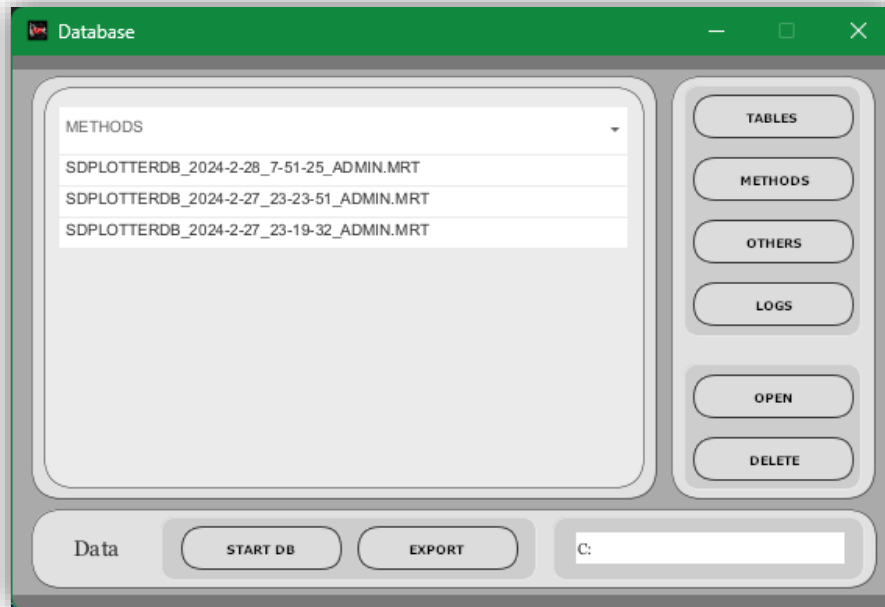 Database
METHODS
SDPLOTTERDB_2024-2-28_7-51-25_ADMIN.MRT
SDPLOTTERDB_2024-2-27_23-23-51_ADMIN.MRT
SDPLOTTERDB_2024-2-27_23-19-32_ADMIN.MRT
TABLES
METHODS
OTHERS
LOGS
OPEN
DELETE
Data
START DB
EXPORT
C: